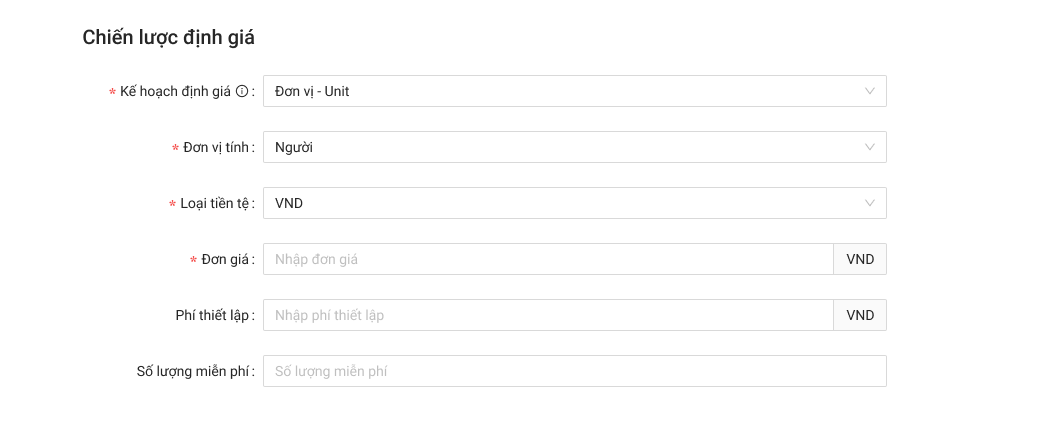 Chiến lược định giá
* Kế hoạch định giá : Đơn vị - Unit
* Đơn vị tính : Người
* Loại tiền tệ : VND
* Đơn giá : Nhập đơn giá VND
Phí thiết lập : Nhập phí thiết lập VND
Số lượng miễn phí : Số lượng miễn phí